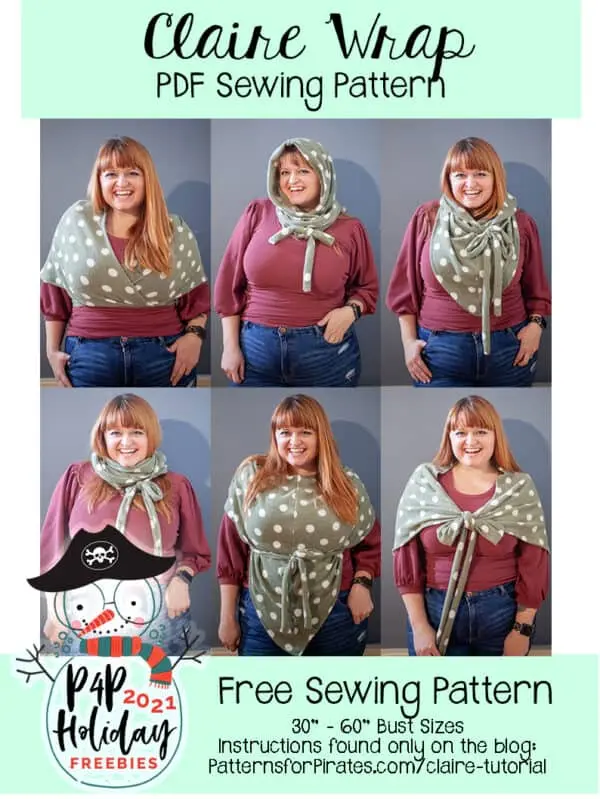 Claire Wrap
PDF Sewing Pattern
P4P
2021
Holiday
FREEBIES
Free Sewing Pattern
30" - 60" Bust Sizes
Instructions found only on the blog:
PatternsforPirates.com/claire-tutorial